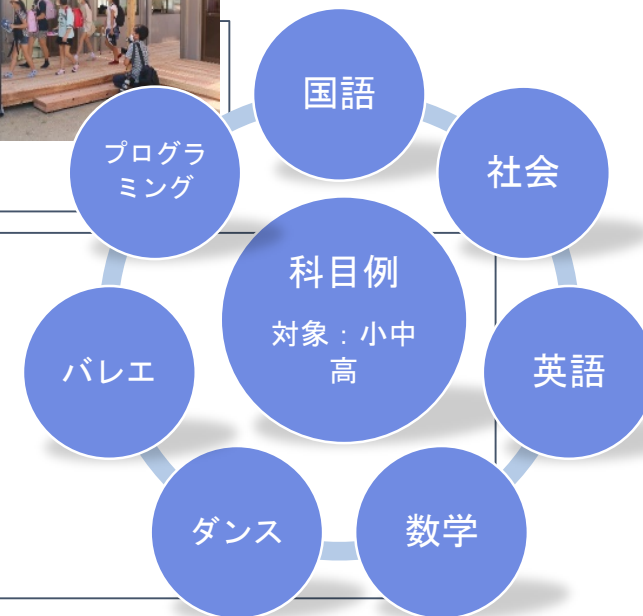 国語
社会
英語
数学
ダンス
バレエ
プログラ
ミング
科目例
対象：小中
高